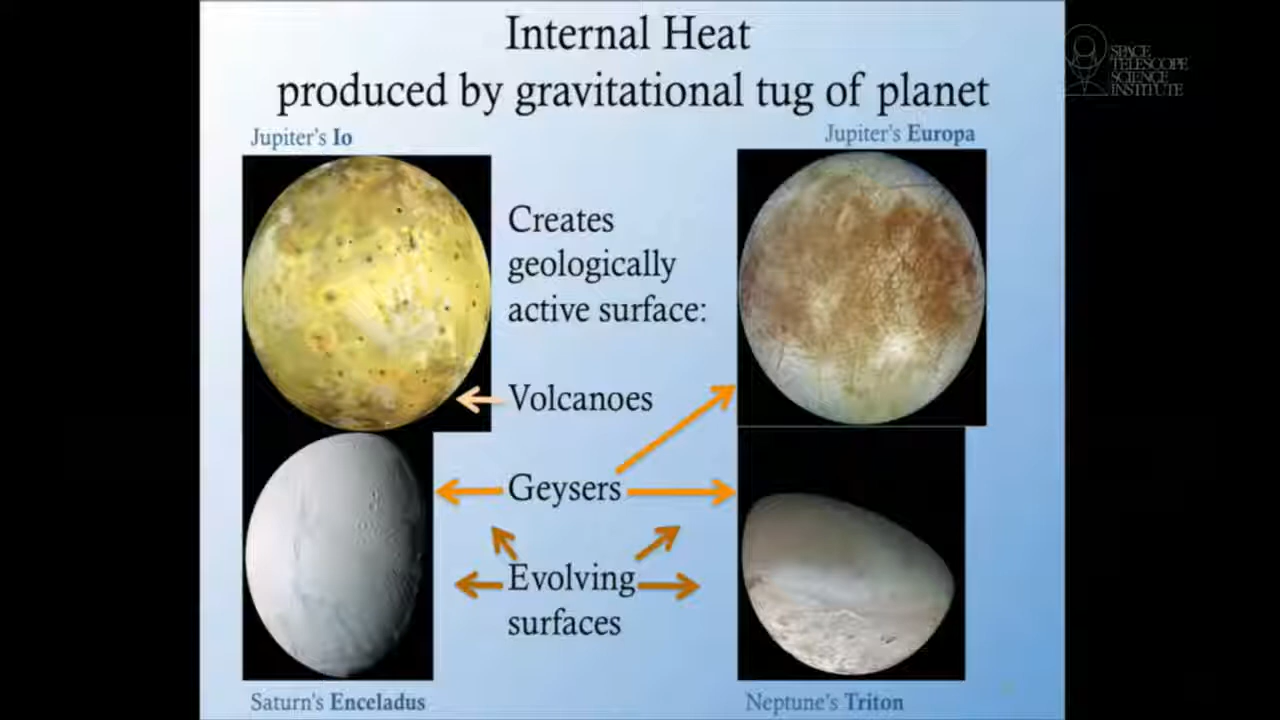 Internal Heat
produced by gravitational tug of planet
SPACE
TELESCOPE
SCIENCE
INSTITUTE
Jupiter's Io
Jupiter's Europa
Creates
geologically
active surface:
Volcanoes
Geysers
Evolving
surfaces
Saturn's Enceladus
Neptune's Triton